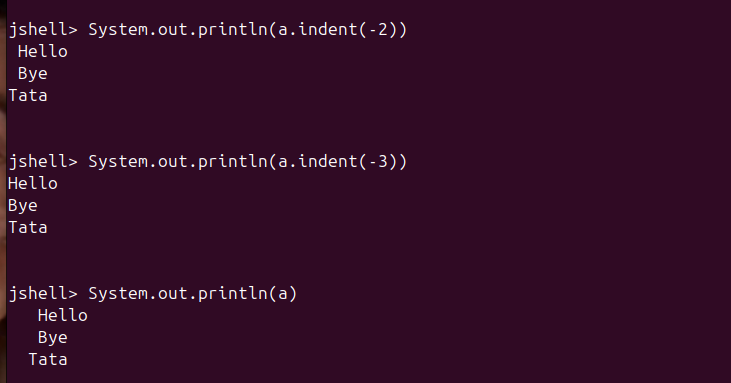 jshell> System.out.println(a.indent(-2))
 Hello
 Bye
Tata
jshell> System.out.println(a.indent(-3))
Hello
Bye
Tata
jshell> System.out.println(a)
   Hello
   Bye
  Tata